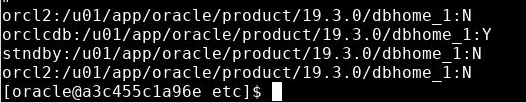 #
orcl2:/u01/app/oracle/product/19.3.0/dbhome_1:N
orclcdb:/u01/app/oracle/product/19.3.0/dbhome_1:Y
stndby:/u01/app/oracle/product/19.3.0/dbhome_1:N
orcl2:/u01/app/oracle/product/19.3.0/dbhome_1:N
[oracle@a3c455c1a96e etc]$